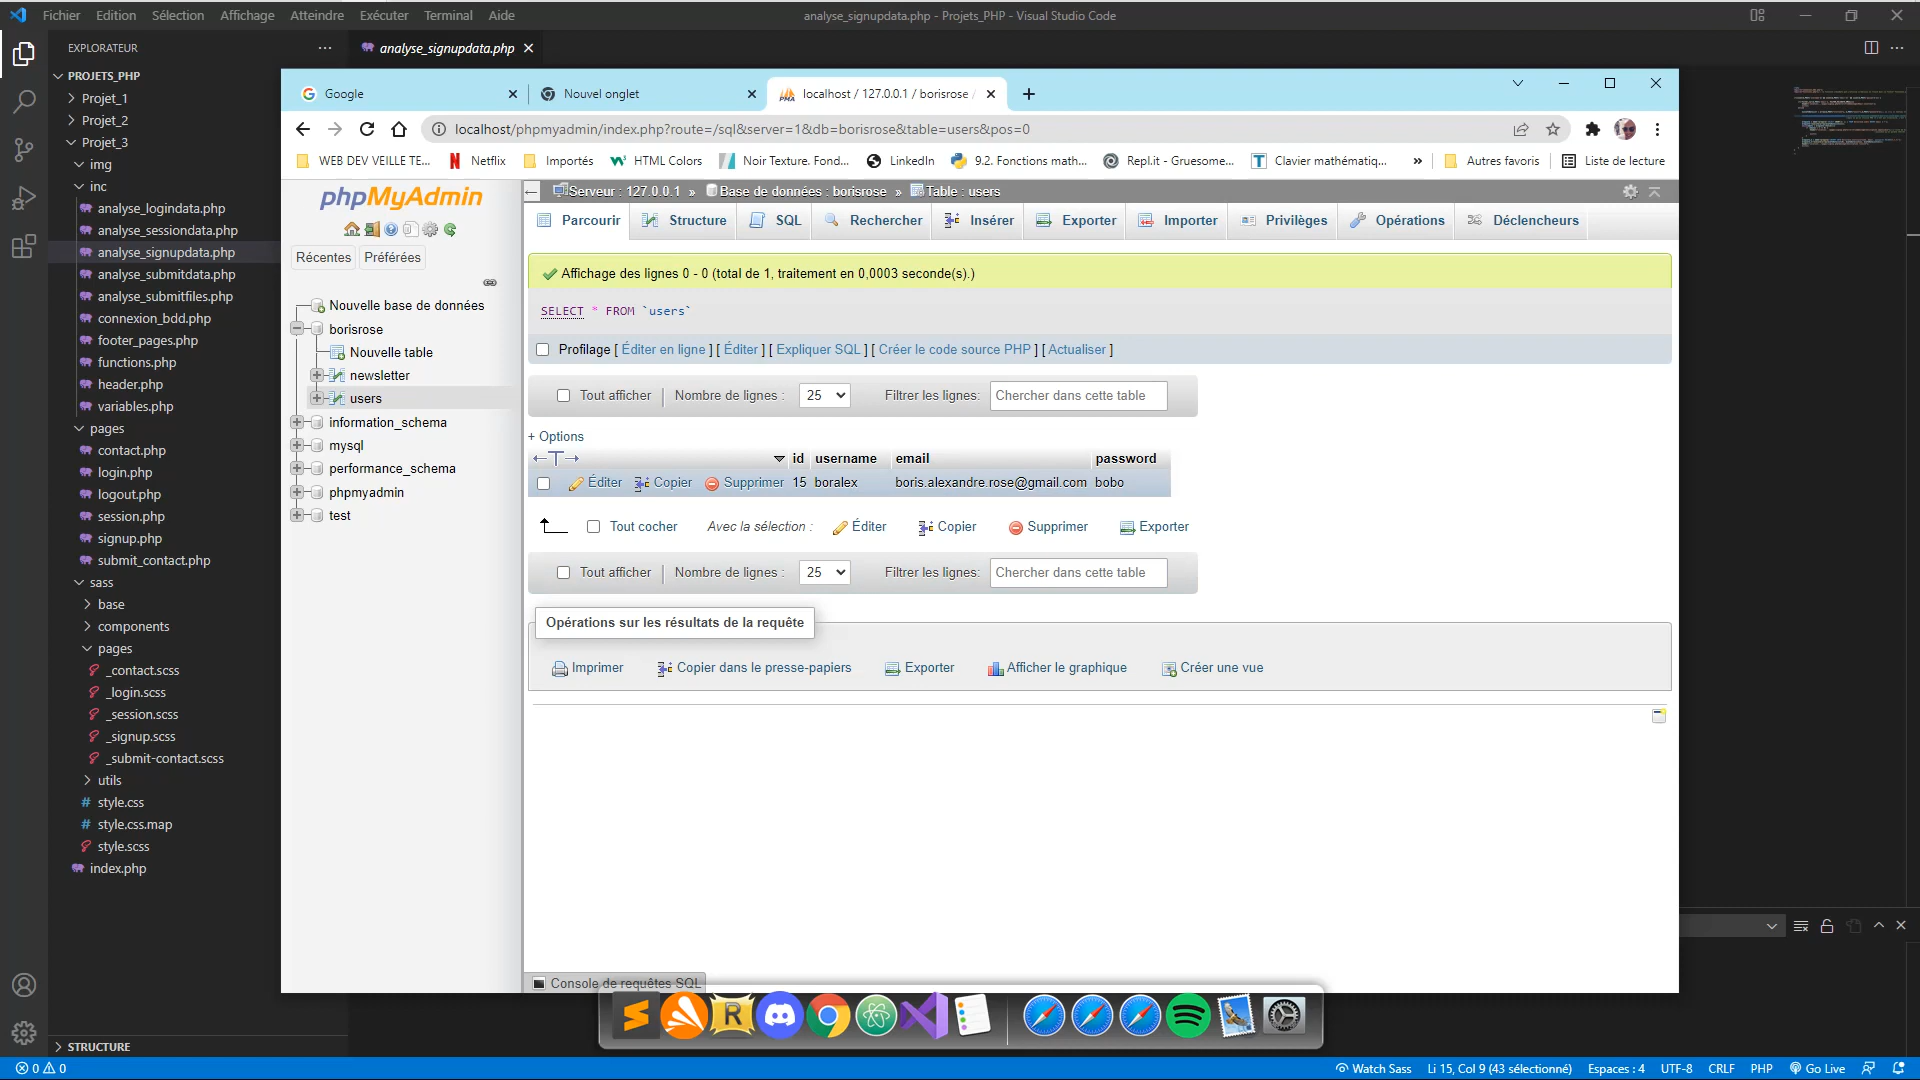 Fichier Edition Sélection Affichage Atteindre Exécuter Terminal Aide
analyse_signupdata.php - Projets_PHP - Visual Studio Code
EXPLORATEUR
analyse_signupdata.php
PROJETS_PHP
Projet_1
Projet_2
Projet_3
img
inc
analyse_logindata.php
analyse_sessiondata.php
analyse_signupdata.php
analyse_submitdata.php
analyse_submitfiles.php
connexion_bdd.php
footer_pages.php
functions.php
header.php
variables.php
pages
contact.php
login.php
logout.php
session.php
signup.php
submit_contact.php
sass
base
components
pages
_contact.scss
_login.scss
_session.scss
_signup.scss
_submit-contact.scss
utils
style.css
style.css.map
style.scss
index.php
STRUCTURE
Google
Nouvel onglet
localhost / 127.0.0.1 / borisrose
localhost/phpmyadmin/index.php?route=/sql&server=1&db=borisrose&table=users&pos=0
WEB DEV VEILLE TE... Netflix Importés HTML Colors Noir Texture. Fond... LinkedIn 9.2. Fonctions math... Repl.it - Gruesome... Clavier mathématiq... » Autres favoris Liste de lecture
phpMyAdmin
Récentes Préférées
Nouvelle base de données
borisrose
Nouvelle table
newsletter
users
information_schema
mysql
performance_schema
phpmyadmin
test
Serveur : 127.0.0.1 » Base de données : borisrose » Table : users
Parcourir Structure SQL Rechercher Insérer Exporter Importer Privilèges Opérations Déclencheurs
Affichage des lignes 0 - 0 (total de 1, traitement en 0,0003 seconde(s).)
SELECT * FROM `users`
Profilage [ Éditer en ligne ] [ Éditer ] [ Expliquer SQL ] [ Créer le code source PHP ] [ Actualiser ]
Tout afficher Nombre de lignes : 25 Filtrer les lignes: Chercher dans cette table
+ Options
id username email password
Éditer Copier Supprimer 15 boralex boris.alexandre.rose@gmail.com bobo
Tout cocher Avec la sélection : Éditer Copier Supprimer Exporter
Tout afficher Nombre de lignes : 25 Filtrer les lignes: Chercher dans cette table
Opérations sur les résultats de la requête
Imprimer Copier dans le presse-papiers Exporter Afficher le graphique Créer une vue
Console de requêtes SQL
0 0
Watch Sass Li 15, Col 9 (43 sélectionné) Espaces : 4 UTF-8 CRLF PHP Go Live